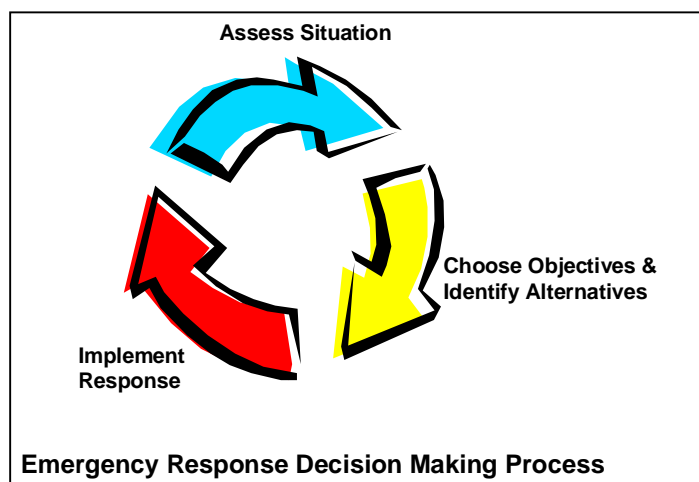 Assess Situation
Choose Objectives &
Identify Alternatives
Implement
Response
Emergency Response Decision Making Process